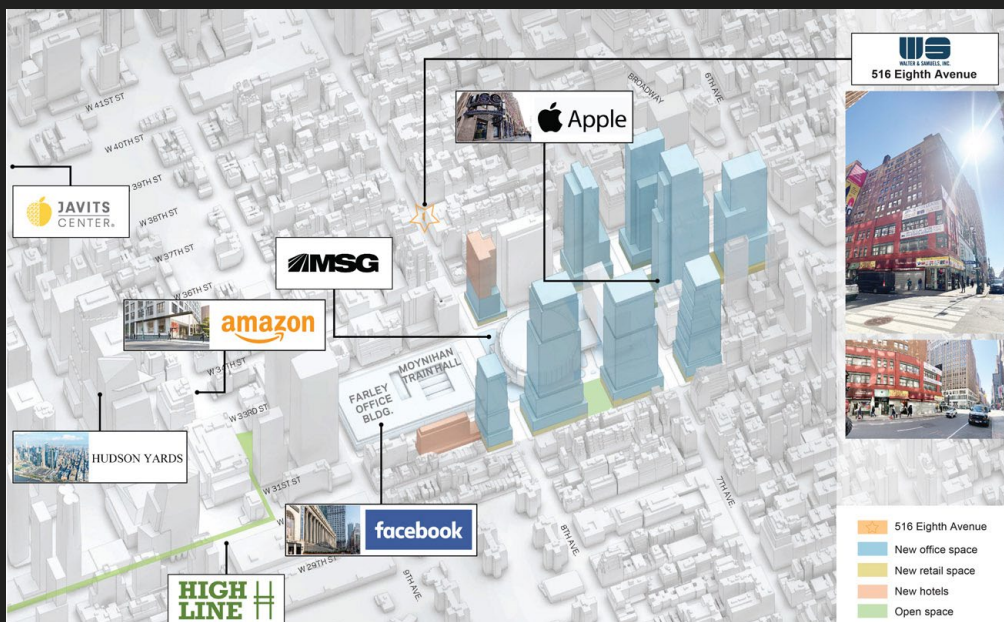 WS
WALTER & SAMUELS, INC.
516 Eighth Avenue
W 41ST ST
W 40TH ST
39TH ST
W 38TH ST
W 37TH ST
W 36TH ST
W 34TH ST
W 33RD ST
W 31ST ST
W 29TH ST
BROADWAY
6TH AVE.
7TH AVE.
8TH AVE.
9TH AVE.
JAVITS
CENTER®
Apple
MSG
amazon
MOYNIHAN
TRAIN HALL
FARLEY
OFFICE
BLDG.
HUDSON YARDS
facebook
HIGH
LINE
516 Eighth Avenue
New office space
New retail space
New hotels
Open space